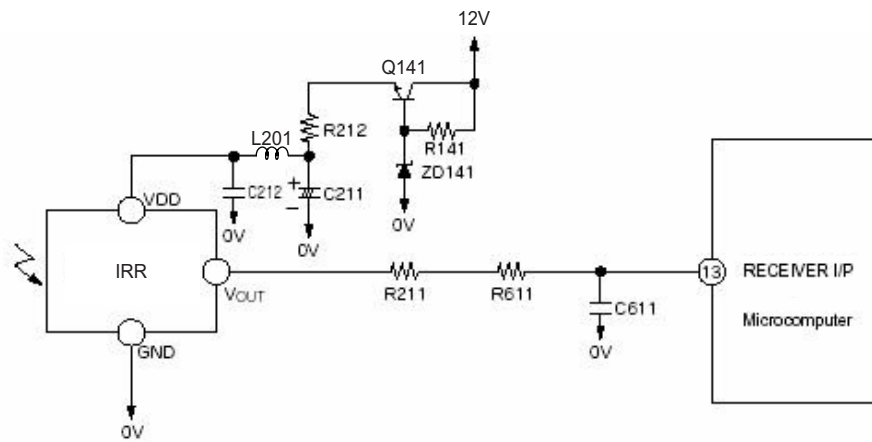 12V
Q141
R212
L201
R141
ZD141
C212
C211
+
−
0V
0V
0V
VDD
IRR
VOUT
GND
0V
R211
R611
C611
0V
13
RECEIVER I/P
Microcomputer